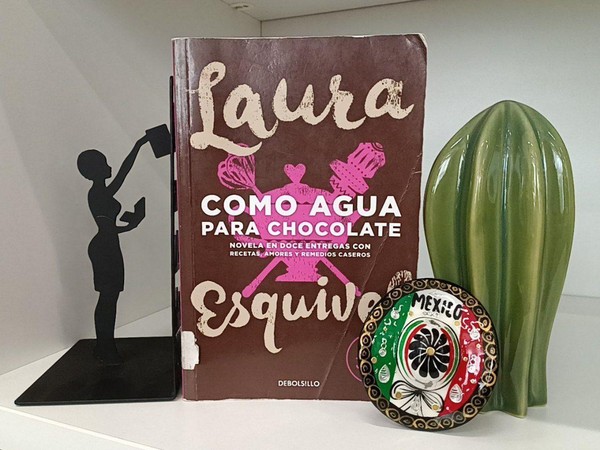 Laura
COMO AGUA
PARA CHOCOLATE
NOVELA EN DOCE ENTREGAS CON
RECETAS, AMORES Y REMEDIOS CASEROS
Esquivel
DEBOLSILLO
MEXICO